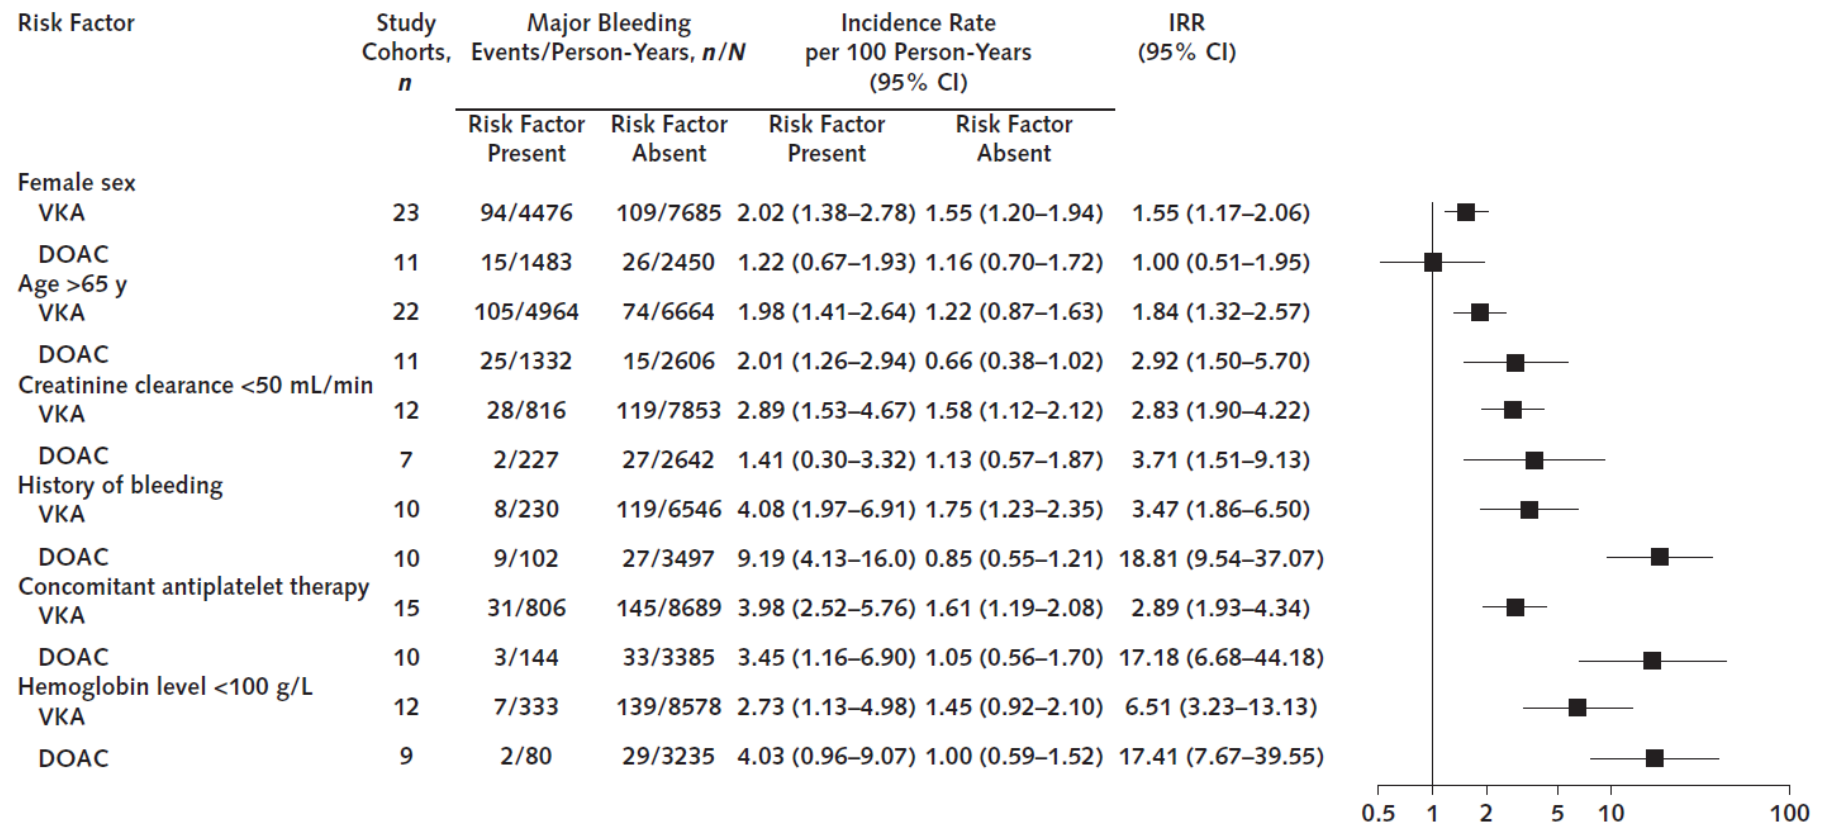 Risk Factor Study Major Bleeding Incidence Rate IRR
Cohorts, Events/Person-Years, n/N per 100 Person-Years (95% CI)
n (95% CI)
Risk Factor Risk Factor Risk Factor Risk Factor
Present Absent Present Absent
Female sex
VKA 23 94/4476 109/7685 2.02 (1.38–2.78) 1.55 (1.20–1.94) 1.55 (1.17–2.06)
DOAC 11 15/1483 26/2450 1.22 (0.67–1.93) 1.16 (0.70–1.72) 1.00 (0.51–1.95)
Age >65 y
VKA 22 105/4964 74/6664 1.98 (1.41–2.64) 1.22 (0.87–1.63) 1.84 (1.32–2.57)
DOAC 11 25/1332 15/2606 2.01 (1.26–2.94) 0.66 (0.38–1.02) 2.92 (1.50–5.70)
Creatinine clearance <50 mL/min
VKA 12 28/816 119/7853 2.89 (1.53–4.67) 1.58 (1.12–2.12) 2.83 (1.90–4.22)
DOAC 7 2/227 27/2642 1.41 (0.30–3.32) 1.13 (0.57–1.87) 3.71 (1.51–9.13)
History of bleeding
VKA 10 8/230 119/6546 4.08 (1.97–6.91) 1.75 (1.23–2.35) 3.47 (1.86–6.50)
DOAC 10 9/102 27/3497 9.19 (4.13–16.0) 0.85 (0.55–1.21) 18.81 (9.54–37.07)
Concomitant antiplatelet therapy
VKA 15 31/806 145/8689 3.98 (2.52–5.76) 1.61 (1.19–2.08) 2.89 (1.93–4.34)
DOAC 10 3/144 33/3385 3.45 (1.16–6.90) 1.05 (0.56–1.70) 17.18 (6.68–44.18)
Hemoglobin level <100 g/L
VKA 12 7/333 139/8578 2.73 (1.13–4.98) 1.45 (0.92–2.10) 6.51 (3.23–13.13)
DOAC 9 2/80 29/3235 4.03 (0.96–9.07) 1.00 (0.59–1.52) 17.41 (7.67–39.55)
0.5 1 2 5 10 100